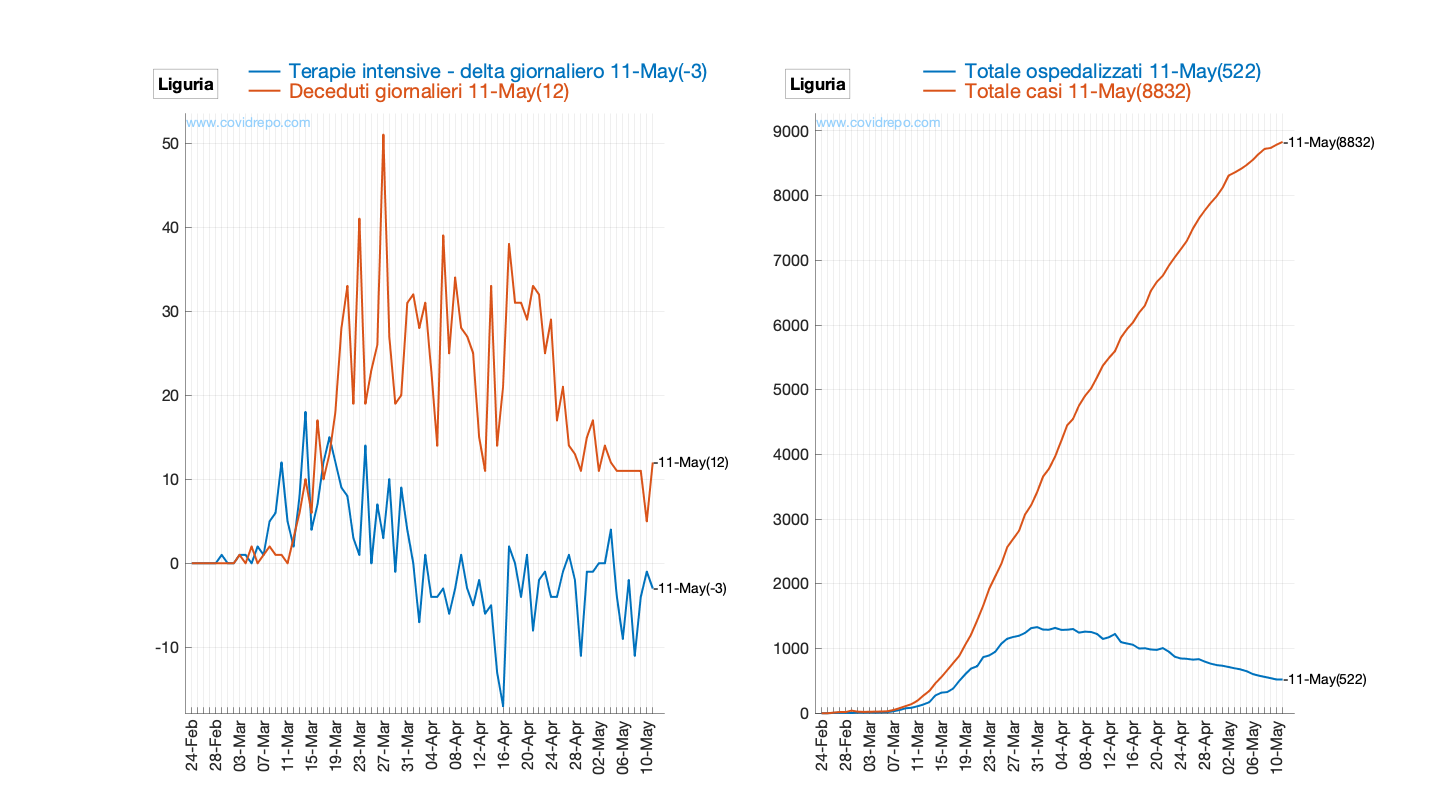 Liguria
Terapie intensive - delta giornaliero 11-May(-3)
Deceduti giornalieri 11-May(12)
www.covidrepo.com
50
40
30
20
10
0
-10
11-May(12)
11-May(-3)
24-Feb
28-Feb
03-Mar
07-Mar
11-Mar
15-Mar
19-Mar
23-Mar
27-Mar
31-Mar
04-Apr
08-Apr
12-Apr
16-Apr
20-Apr
24-Apr
28-Apr
02-May
06-May
10-May
Liguria
Totale ospedalizzati 11-May(522)
Totale casi 11-May(8832)
www.covidrepo.com
9000
8000
7000
6000
5000
4000
3000
2000
1000
0
11-May(8832)
11-May(522)
24-Feb
28-Feb
03-Mar
07-Mar
11-Mar
15-Mar
19-Mar
23-Mar
27-Mar
31-Mar
04-Apr
08-Apr
12-Apr
16-Apr
20-Apr
24-Apr
28-Apr
02-May
06-May
10-May